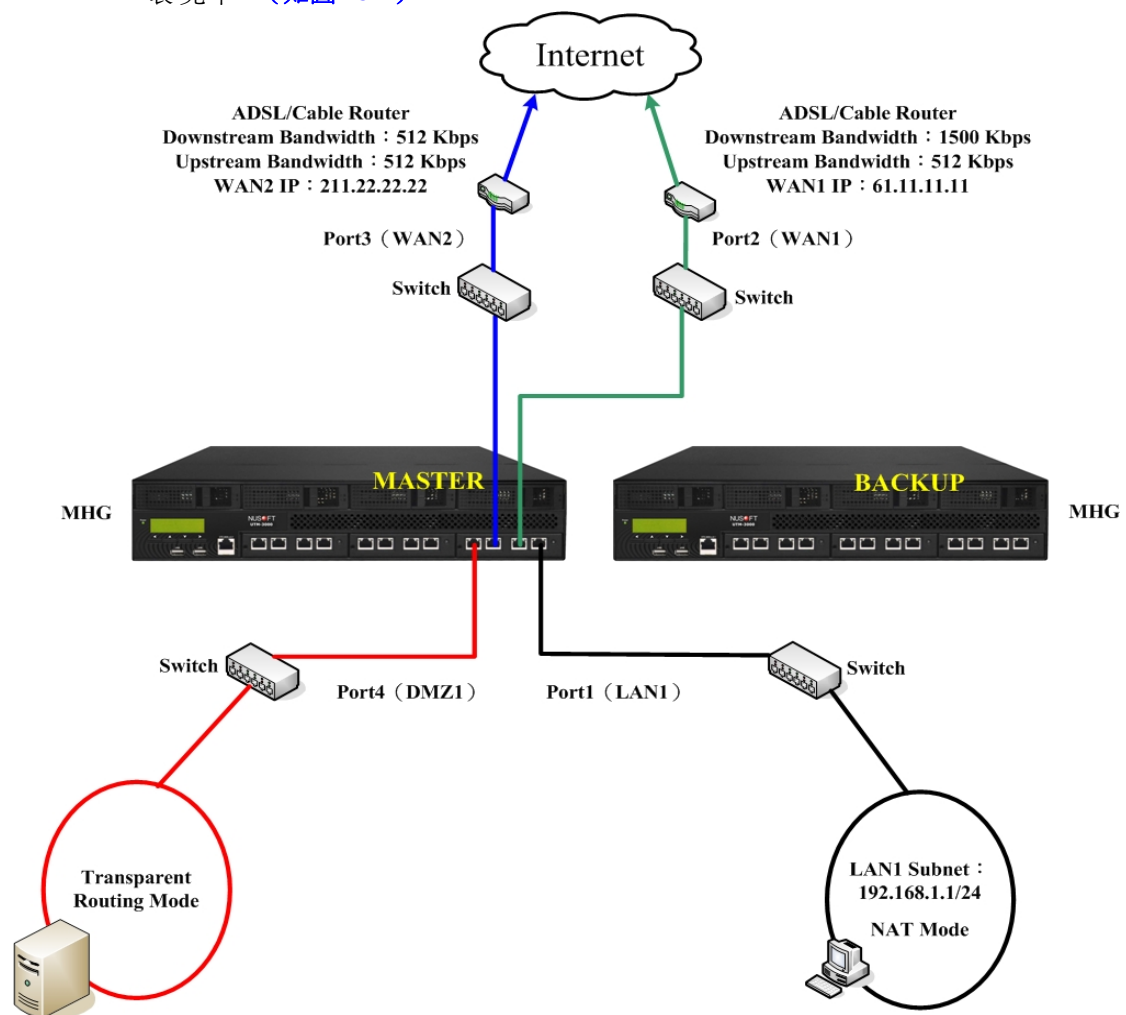 Internet
ADSL/Cable Router
Downstream Bandwidth：512 Kbps
Upstream Bandwidth：512 Kbps
WAN2 IP：211.22.22.22
ADSL/Cable Router
Downstream Bandwidth：1500 Kbps
Upstream Bandwidth：512 Kbps
WAN1 IP：61.11.11.11
Port3（WAN2）
Port2（WAN1）
Switch
Switch
MASTER
BACKUP
MHG
NUSOFT
NUSOFT
MHG
Switch
Port4（DMZ1）
Port1（LAN1）
Switch
Transparent
Routing Mode
LAN1 Subnet：
192.168.1.1/24
NAT Mode